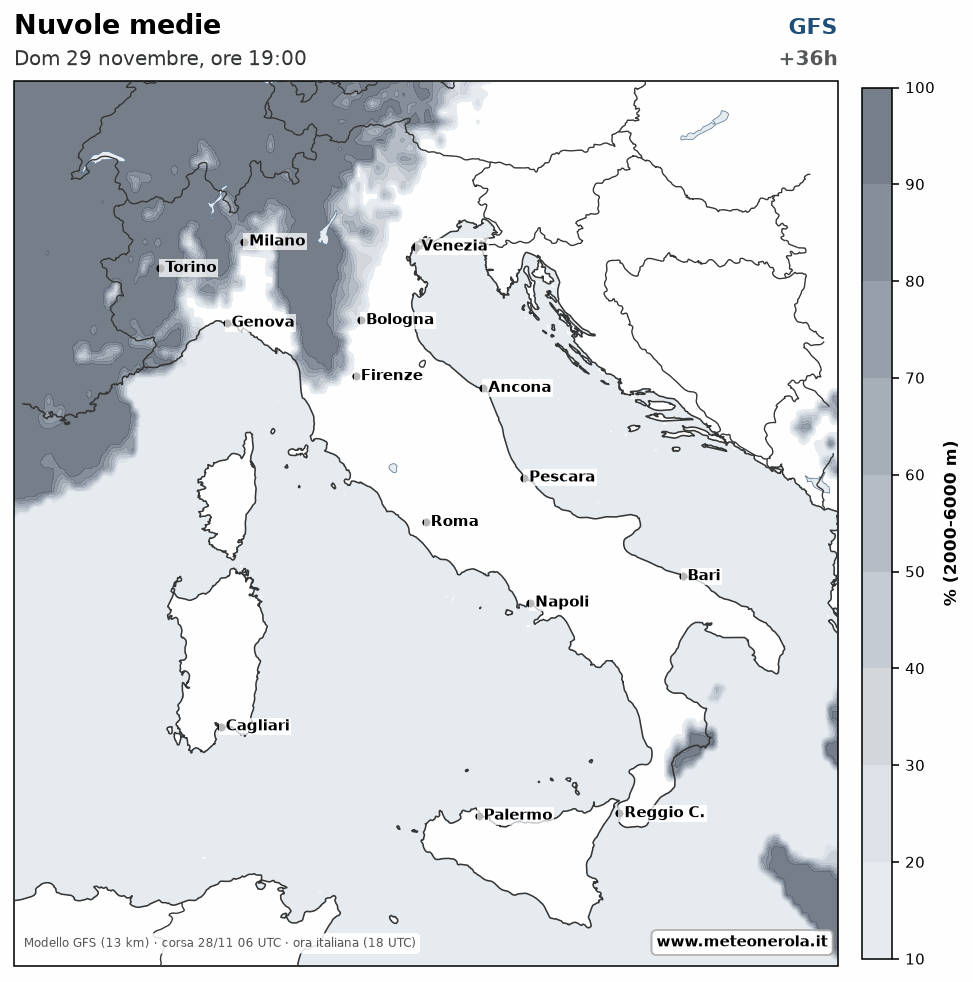 Nuvole medie
GFS
Dom 29 novembre, ore 19:00
+36h
100
90
80
70
60
50
40
30
20
10
% (2000-6000 m)
Milano
Venezia
Torino
Genova
Bologna
Firenze
Ancona
Pescara
Roma
Bari
Napoli
Cagliari
Palermo
Reggio C.
Modello GFS (13 km) · corsa 28/11 06 UTC · ora italiana (18 UTC)
www.meteonerola.it